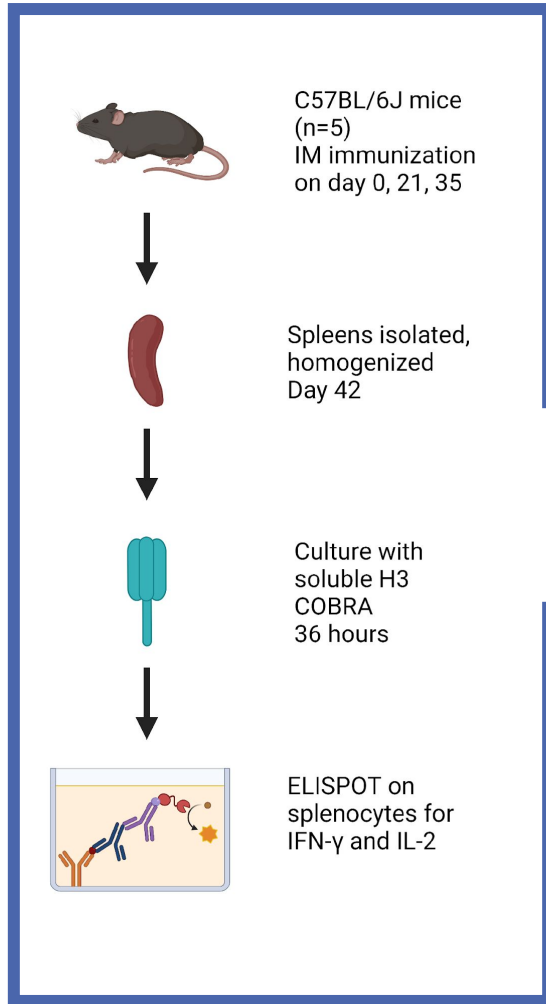 C57BL/6J mice
(n=5)
IM immunization
on day 0, 21, 35
Spleens isolated,
homogenized
Day 42
Culture with
soluble H3
COBRA
36 hours
ELISPOT on
splenocytes for
IFN-γ and IL-2